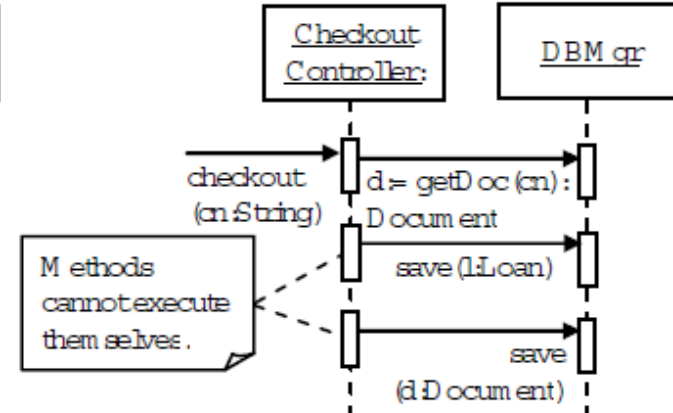 Checkout
Controller:
DBMgr
checkout
(cn:String)
d:= getDoc(cn):
Document
save(l:Loan)
Methods
cannot execute
themselves.
save
(d:Document)